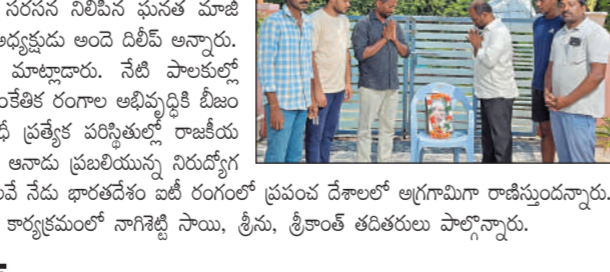 సరసన నిలిపిన ఘనత మాజీ
అధ్యక్షుడు అందె దిలీప్ అన్నారు.
మాట్లాడారు. నేటి పాలకుల్లో
ంకేతిక రంగాల అభివృద్ధికి బీజం
ధీ ప్రత్యేక పరిస్థితుల్లో రాజకీయ
ఆనాడు ప్రబలియున్న నిరుద్యోగ
లవే నేడు భారతదేశం ఐటీ రంగంలో ప్రపంచ దేశాలలో అగ్రగామిగా రాణిస్తుందన్నారు.
కార్యక్రమంలో నాగిశెట్టి సాయి, శ్రీను, శ్రీకాంత్ తదితరులు పాల్గొన్నారు.